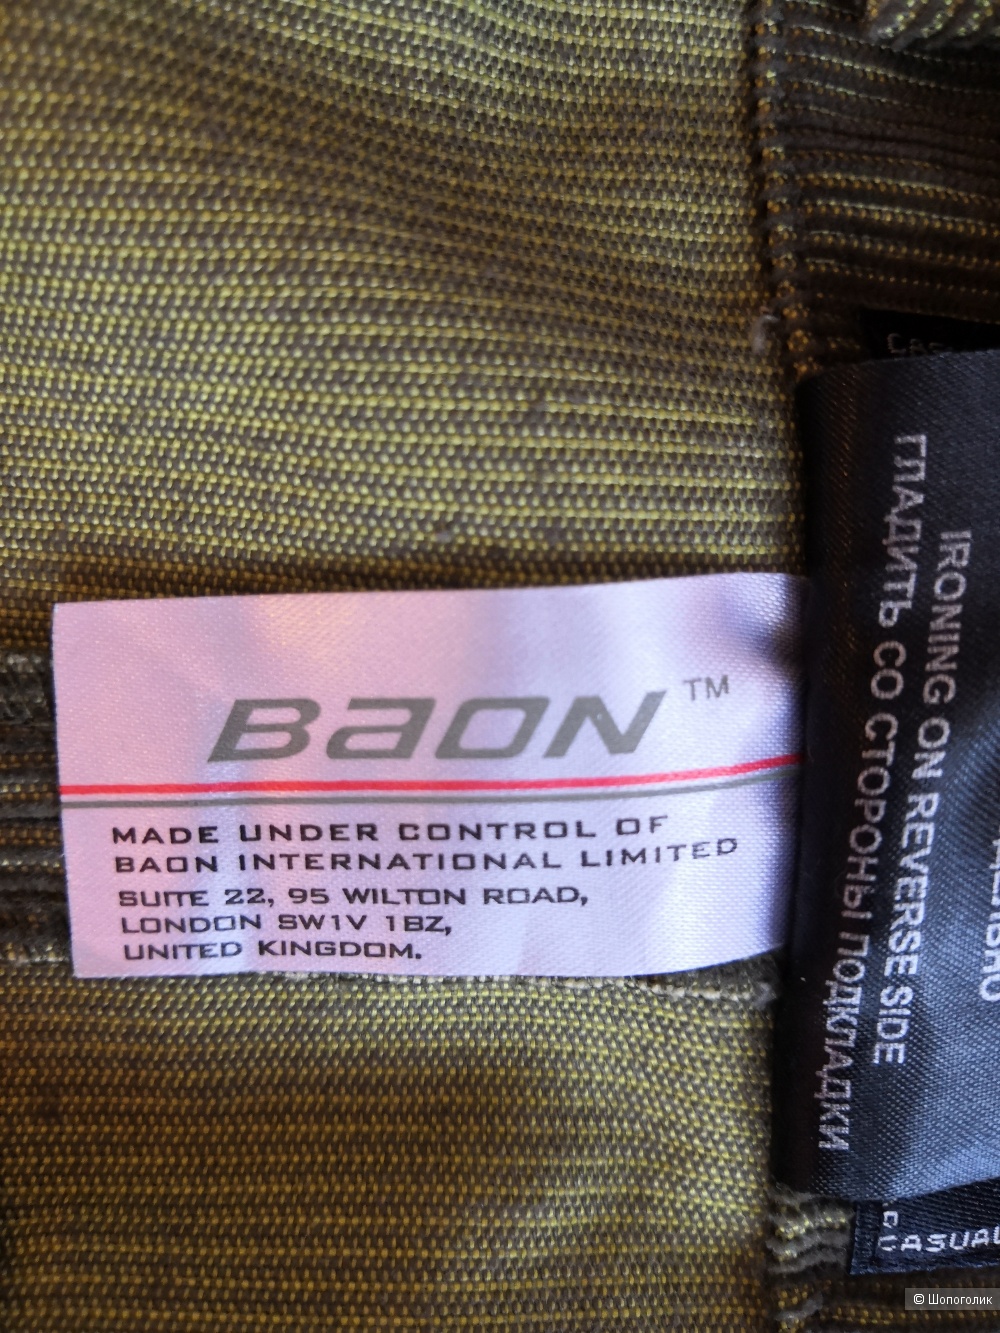 BAON™
MADE UNDER CONTROL OF
BAON INTERNATIONAL LIMITED
SUITE 22, 95 WILTON ROAD,
LONDON SW1V 1BZ,
UNITED KINGDOM.
IRONING ON REVERSE SIDE
ГЛАДИТЬ СО СТОРОНЫ ПОДКЛАДКИ
CASUAL
© Шопоголик